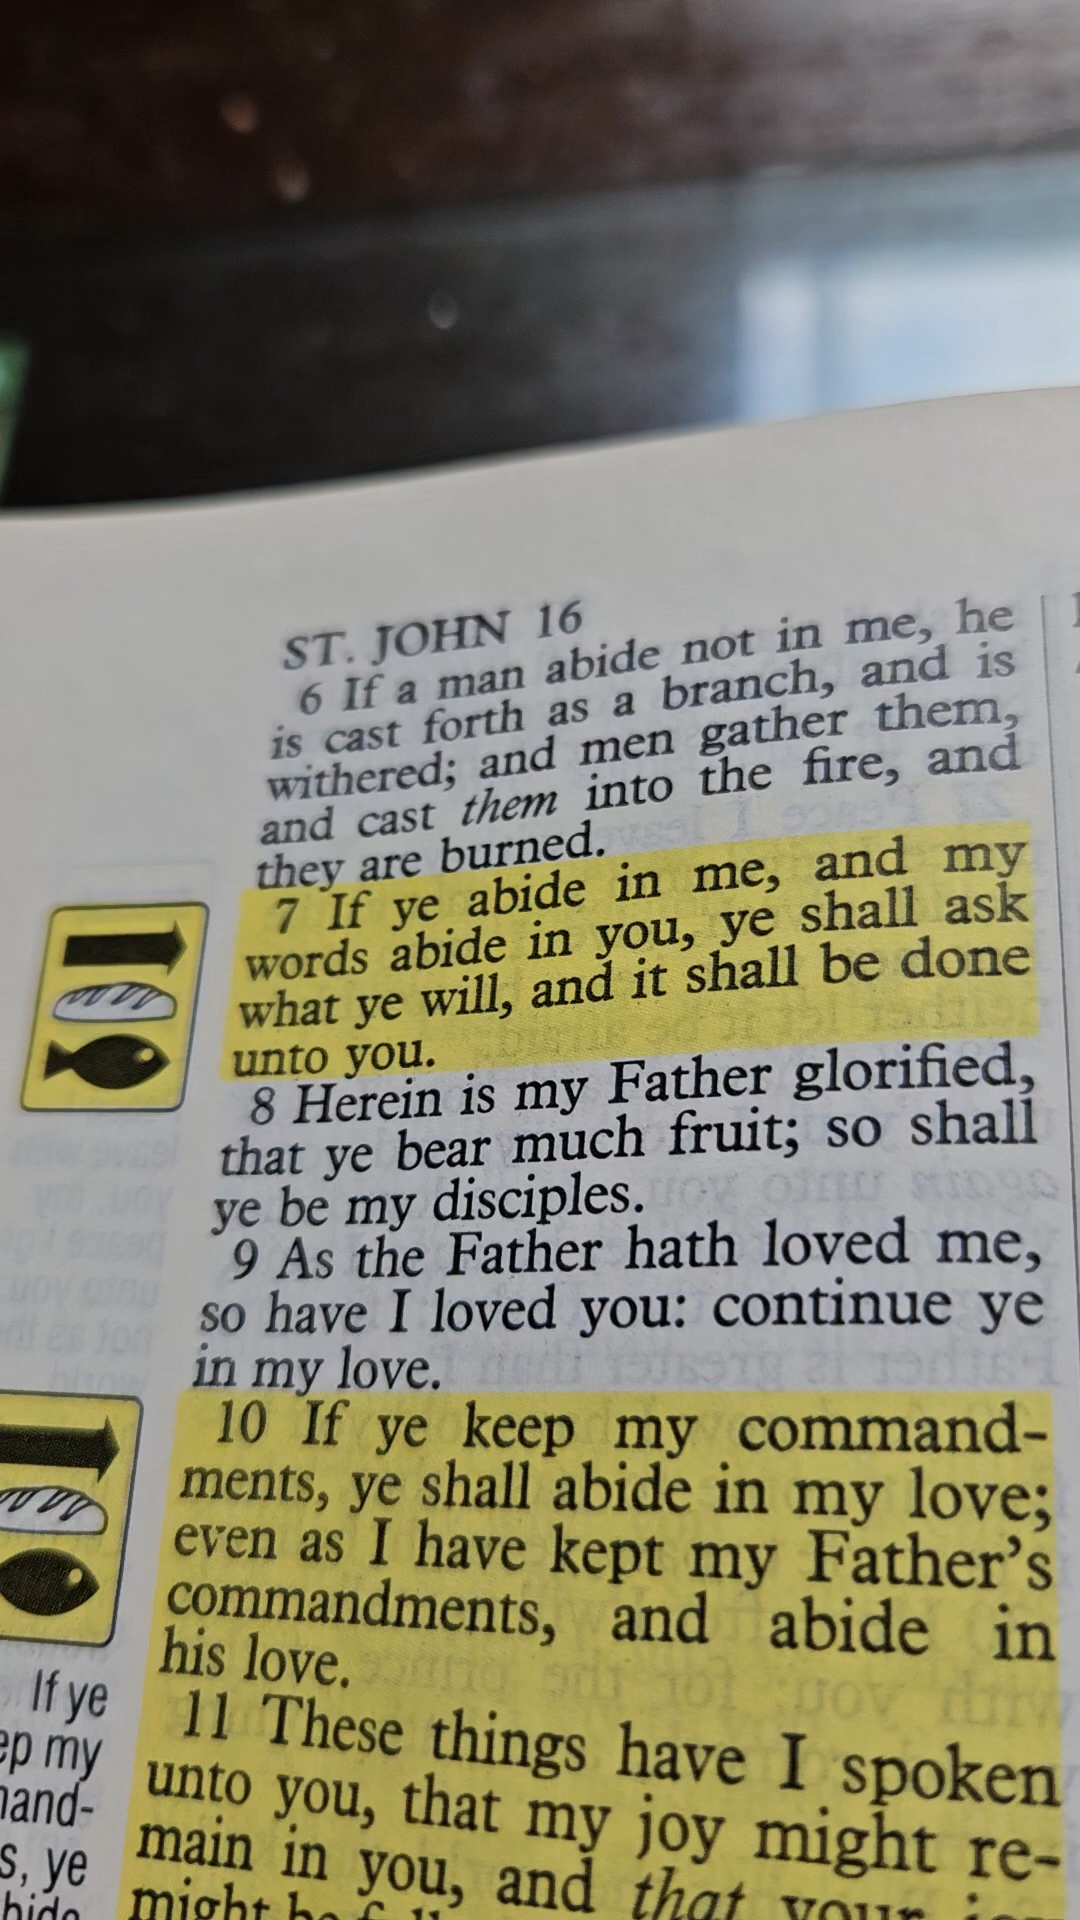 ST. JOHN 16
6 If a man abide not in me, he
is cast forth as a branch, and is
withered; and men gather them,
and cast them into the fire, and
they are burned.
7 If ye abide in me, and my
words abide in you, ye shall ask
what ye will, and it shall be done
unto you.
8 Herein is my Father glorified,
that ye bear much fruit; so shall
ye be my disciples.
9 As the Father hath loved me,
so have I loved you: continue ye
in my love.
10 If ye keep my command-
ments, ye shall abide in my love;
even as I have kept my Father's
commandments, and abide in
his love.
11 These things have I spoken
unto you, that my joy might re-
main in you, and that your
might be
If ye
my
s, ye